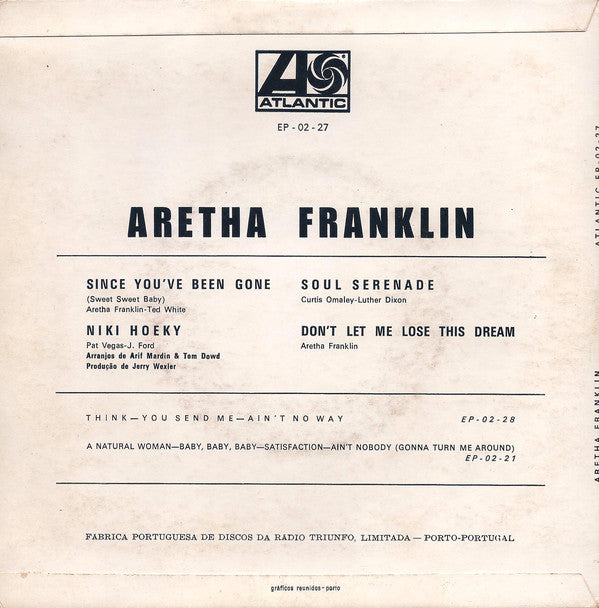 ATLANTIC
EP - 02 - 27
ARETHA FRANKLIN
SINCE YOU'VE BEEN GONE
(Sweet Sweet Baby)
Aretha Franklin-Ted White
NIKI HOEKY
Pat Vegas-J. Ford
Arranjos de Arif Mardin & Tom Dowd
Produção de Jerry Wexler
SOUL SERENADE
Curtis Omaley-Luther Dixon
DON'T LET ME LOSE THIS DREAM
Aretha Franklin
THINK—YOU SEND ME—AIN'T NO WAY EP-02-28
A NATURAL WOMAN—BABY, BABY, BABY—SATISFACTION—AIN'T NOBODY (GONNA TURN ME AROUND)
EP-02-21
FABRICA PORTUGUESA DE DISCOS DA RADIO TRIUNFO, LIMITADA — PORTO-PORTUGAL
gráficos reunidos-porto
ATLANTIC EP-02-27
ARETHA FRANKLIN